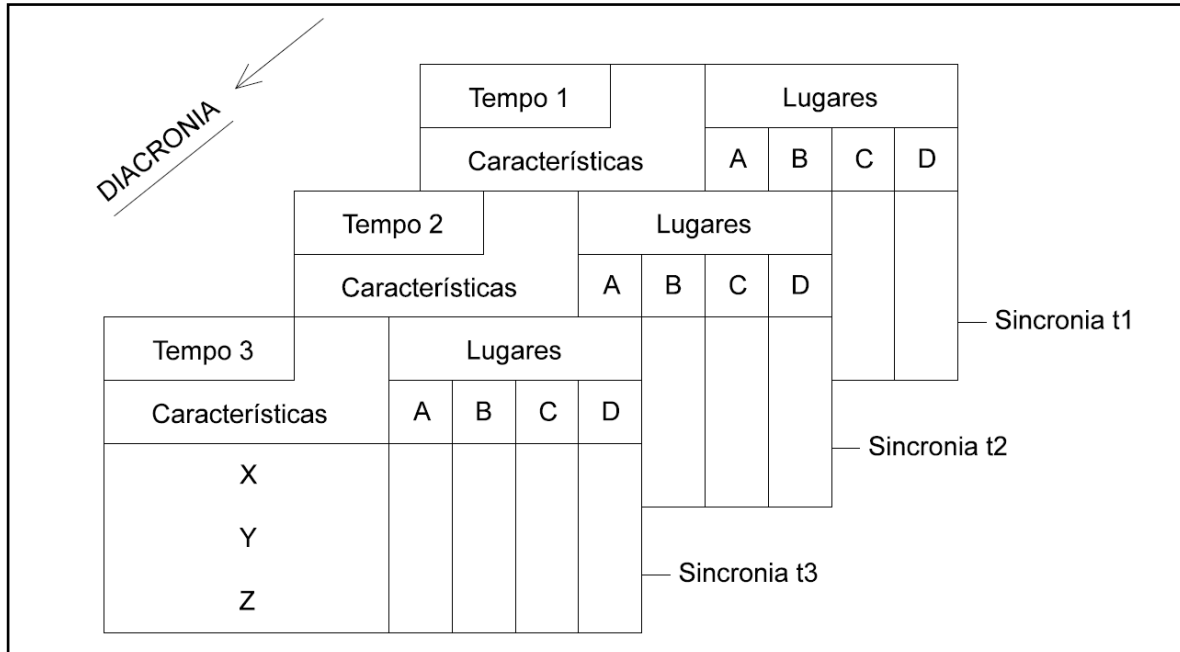 DIACRONIA
Tempo 1 Lugares
Características A B C D
Tempo 2 Lugares
Características A B C D
Sincronia t1
Tempo 3 Lugares
Características A B C D
Sincronia t2
X
Y
Sincronia t3
Z